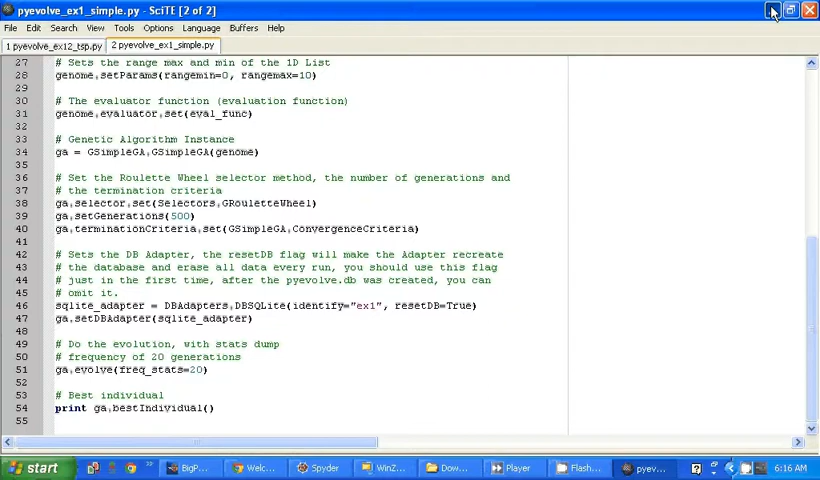 pyevolve_ex1_simple.py - SciTE [2 of 2]
File Edit Search View Tools Options Language Buffers Help
1 pyevolve_ex12_tsp.py 2 pyevolve_ex1_simple.py
27 # Sets the range max and min of the 1D List
28 genome.setParams(rangemin=0, rangemax=10)
29
30 # The evaluator function (evaluation function)
31 genome.evaluator.set(eval_func)
32
33 # Genetic Algorithm Instance
34 ga = GSimpleGA.GSimpleGA(genome)
35
36 # Set the Roulette Wheel selector method, the number of generations and
37 # the termination criteria
38 ga.selector.set(Selectors.GRouletteWheel)
39 ga.setGenerations(500)
40 ga.terminationCriteria.set(GSimpleGA.ConvergenceCriteria)
41
42 # Sets the DB Adapter, the resetDB flag will make the Adapter recreate
43 # the database and erase all data every run, you should use this flag
44 # just in the first time, after the pyevolve.db was created, you can
45 # omit it.
46 sqlite_adapter = DBAdapters.DBSQLite(identify="ex1", resetDB=True)
47 ga.setDBAdapter(sqlite_adapter)
48
49 # Do the evolution, with stats dump
50 # frequency of 20 generations
51 ga.evolve(freq_stats=20)
52
53 # Best individual
54 print ga.bestIndividual()
55
start » BigP... Welc... Spyder WinZ... Dow... Player Flash... pyev... ? 6:16 AM